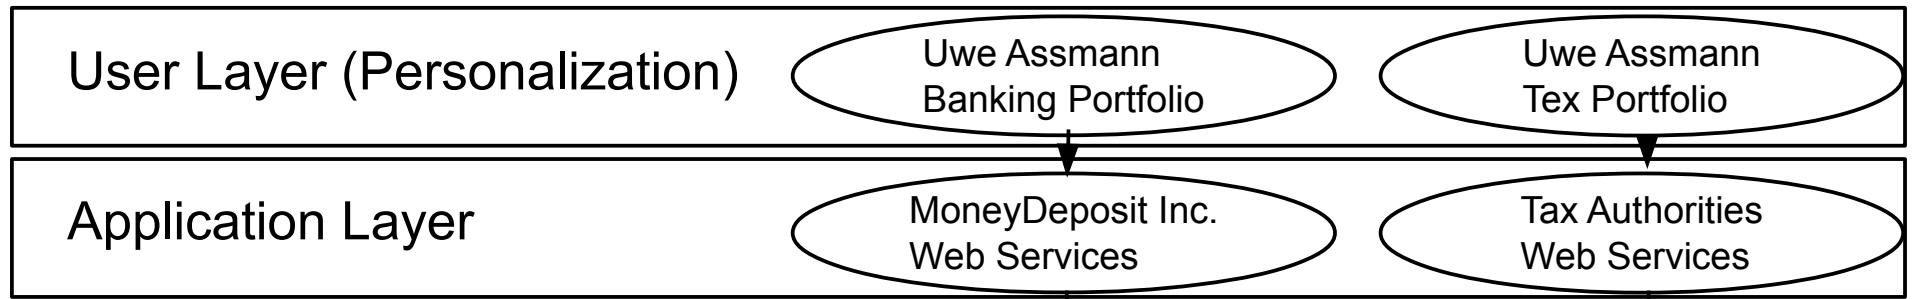 User Layer (Personalization)
Uwe Assmann
Banking Portfolio
Uwe Assmann
Tex Portfolio
Application Layer
MoneyDeposit Inc.
Web Services
Tax Authorities
Web Services